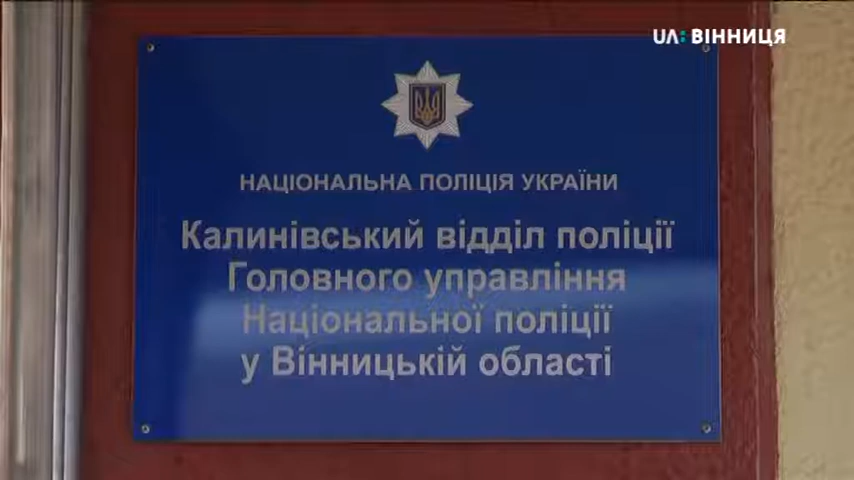 UA: ВІННИЦЯ
НАЦІОНАЛЬНА ПОЛІЦІЯ УКРАЇНИ
Калинівський відділ поліції
Головного управління
Національної поліції
у Вінницькій області